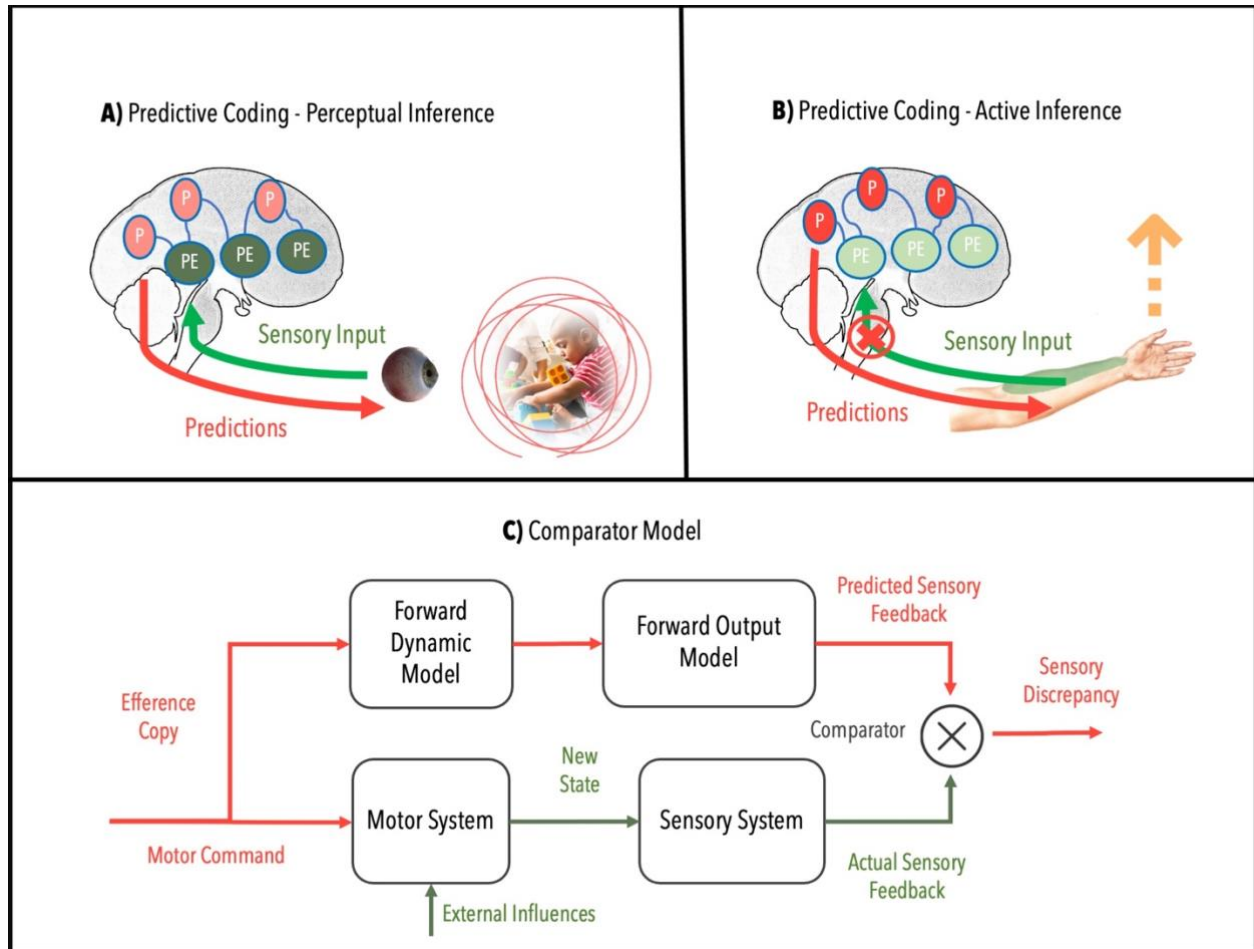 A) Predictive Coding - Perceptual Inference
P
P
P
PE
PE
PE
Sensory Input
Predictions
B) Predictive Coding - Active Inference
P
P
P
PE
PE
PE
Sensory Input
Predictions
C) Comparator Model
Forward
Dynamic
Model
Forward Output
Model
Predicted Sensory
Feedback
Sensory
Discrepancy
Efference
Copy
Comparator
New
State
Motor System
Sensory System
Motor Command
Actual Sensory
Feedback
External Influences